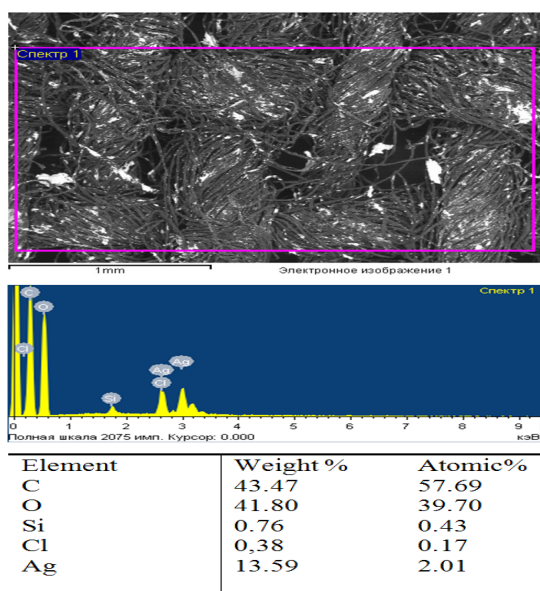 Спектр 1
1mm Электронное изображение 1
Спектр 1
C
O
Cl
Si
Ag
Cl
Ag
0 1 2 3 4 5 6 7 8 9
Полная шкала 2075 имп. Курсор: 0.000 кэВ
Element Weight % Atomic%
C 43.47 57.69
O 41.80 39.70
Si 0.76 0.43
Cl 0,38 0.17
Ag 13.59 2.01